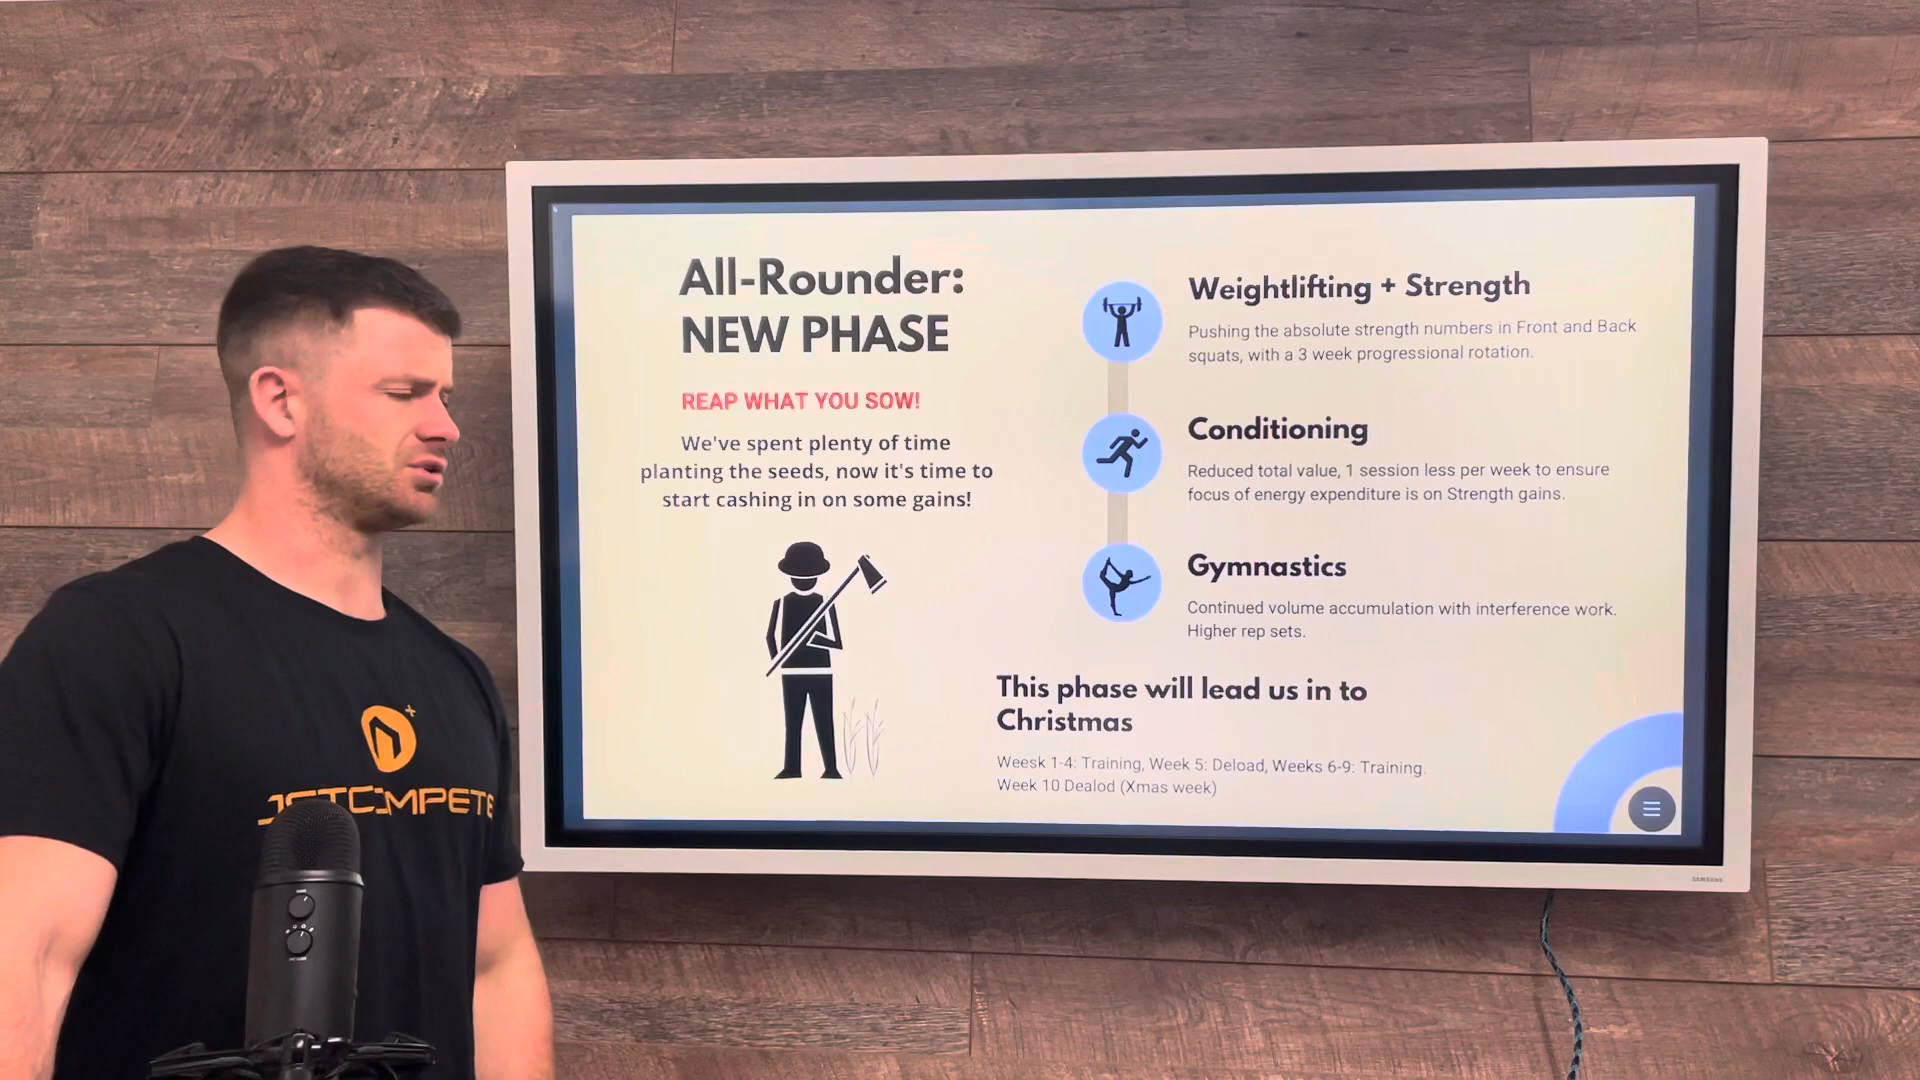 All-Rounder:
NEW PHASE
REAP WHAT YOU SOW!
We've spent plenty of time
planting the seeds, now it's time to
start cashing in on some gains!
Weightlifting + Strength
Pushing the absolute strength numbers in Front and Back
squats, with a 3 week progressional rotation.
Conditioning
Reduced total value, 1 session less per week to ensure
focus of energy expenditure is on Strength gains.
Gymnastics
Continued volume accumulation with interference work.
Higher rep sets.
This phase will lead us in to
Christmas
Weesk 1-4: Training, Week 5: Deload, Weeks 6-9: Training.
Week 10 Dealod (Xmas week)
SAMSUNG